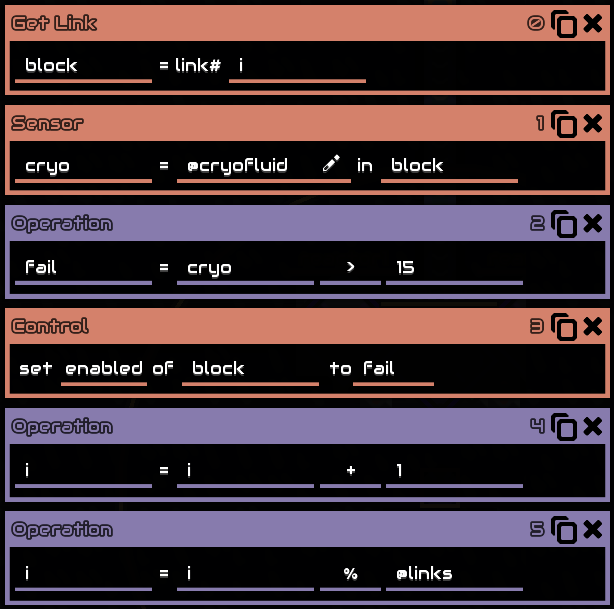 Get Link 0
block = link# i
Sensor 1
cryo = @cryofluid in block
Operation 2
fail = cryo > 15
Control 3
set enabled of block to fail
Operation 4
i = i + 1
Operation 5
i = i % @links